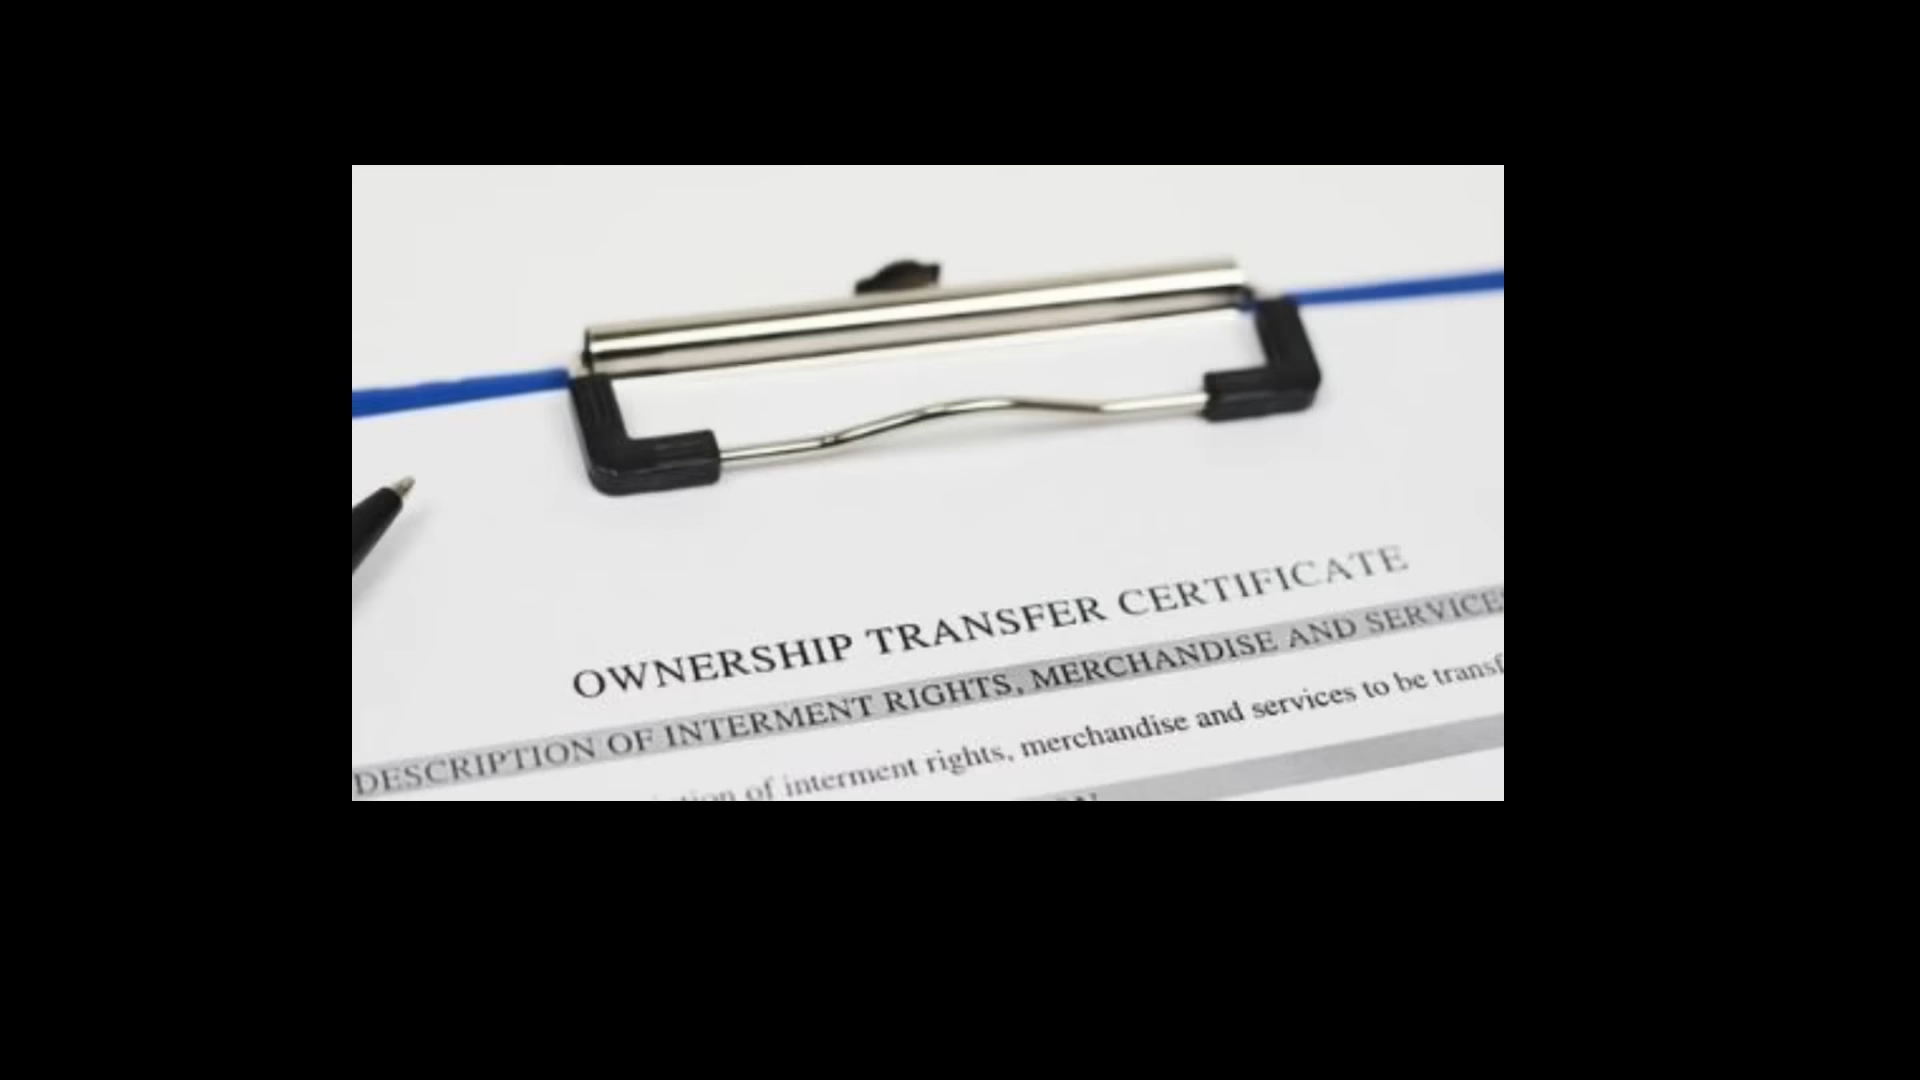 OWNERSHIP TRANSFER CERTIFICATE
DESCRIPTION OF INTERMENT RIGHTS, MERCHANDISE AND SERVICES
of interment rights, merchandise and services to be